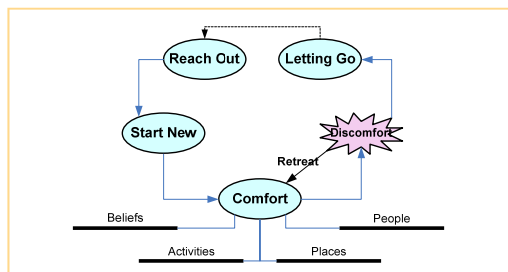 Reach Out
Letting Go
Start New
Discomfort
Retreat
Comfort
Beliefs
People
Activities
Places